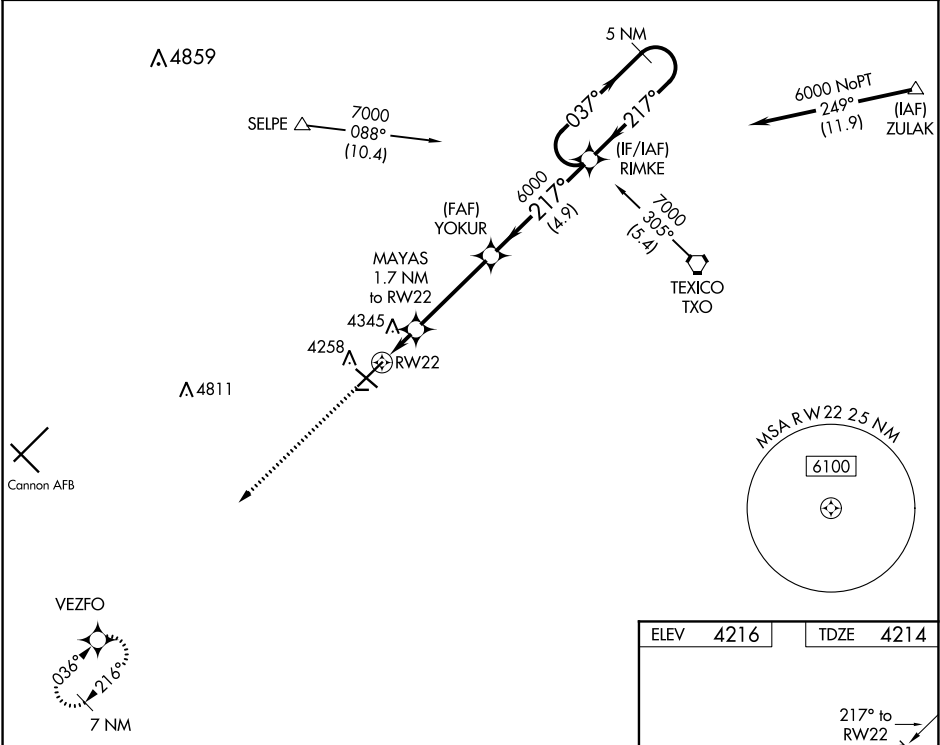 4859
5 NM
SELPE
7000
088°
(10.4)
037°
217°
6000 NoPT
249°
(11.9)
(IAF)
ZULAK
(IF/IAF)
RIMKE
6000
217°
(4.9)
7000
305°
(5.4)
(FAF)
YOKUR
TEXICO
TXO
MAYAS
1.7 NM
to RW22
4345
4258
RW22
4811
Cannon AFB
MSA RW22 25 NM
6100
VEZFO
036°
216°
7 NM
ELEV 4216
TDZE 4214
217° to
RW22